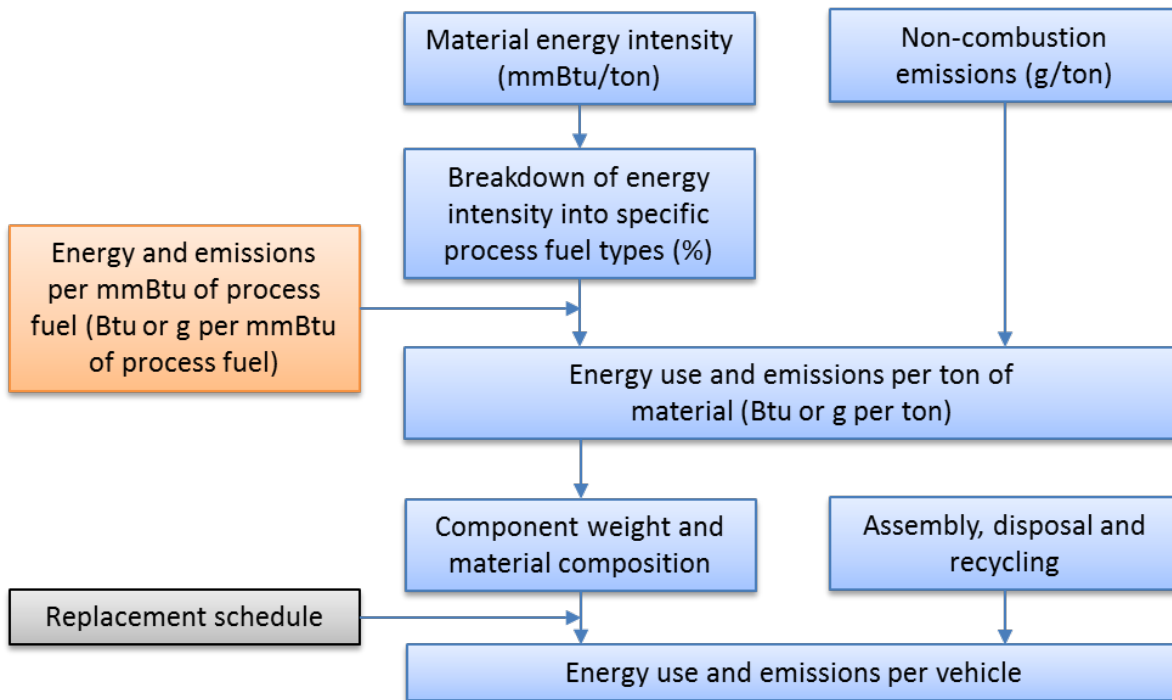 Material energy intensity
(mmBtu/ton)
Non-combustion
emissions (g/ton)
Breakdown of energy
intensity into specific
process fuel types (%)
Energy and emissions
per mmBtu of process
fuel (Btu or g per mmBtu
of process fuel)
Energy use and emissions per ton of
material (Btu or g per ton)
Component weight and
material composition
Assembly, disposal and
recycling
Replacement schedule
Energy use and emissions per vehicle